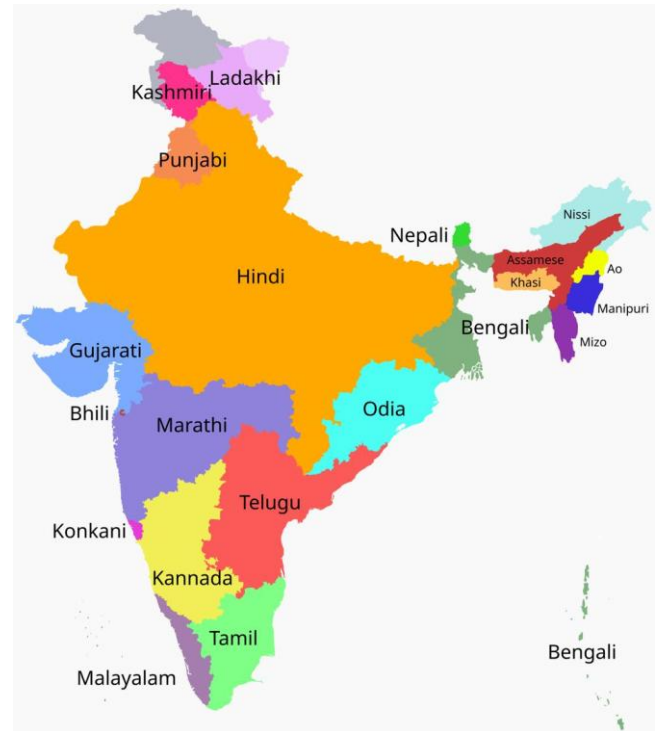 Ladakhi
Kashmiri
Punjabi
Nissi
Nepali
Assamese
Ao
Hindi
Khasi
Manipuri
Bengali
Mizo
Gujarati
Bhili
Odia
Marathi
Telugu
Konkani
Kannada
Tamil
Bengali
Malayalam